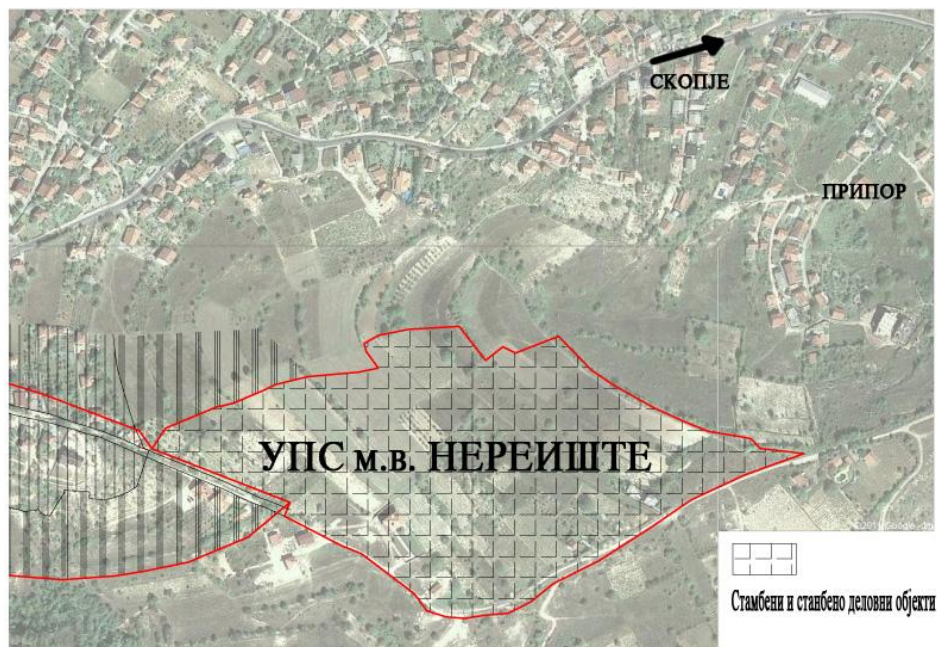 СКОПЈЕ
ПРИПОР
УПС м.в. НЕРЕИШТЕ
Стамбени и станбено деловни објекти